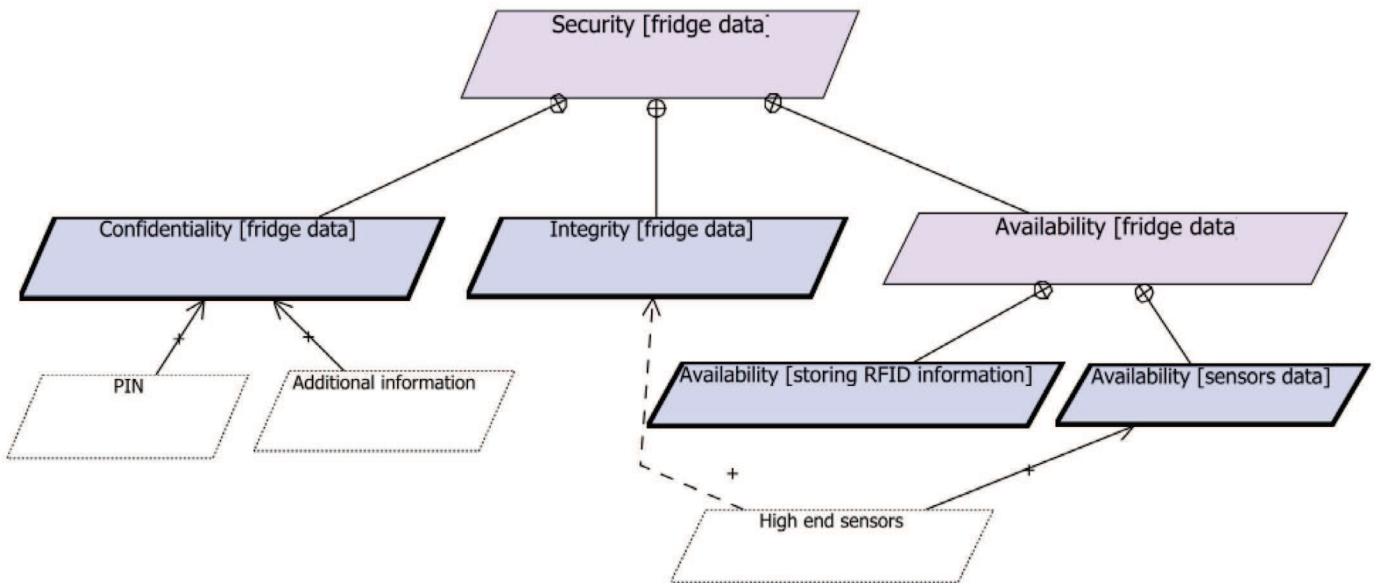 Security [fridge data]
Confidentiality [fridge data]
Integrity [fridge data]
Availability [fridge data
PIN
Additional information
Availability [storing RFID information]
Availability [sensors data]
High end sensors